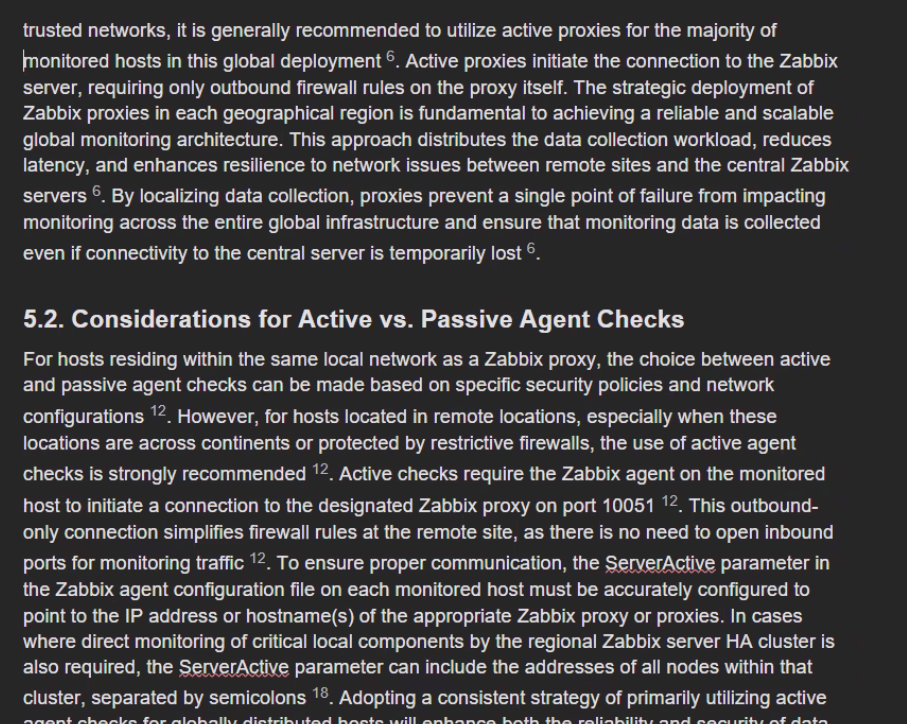 trusted networks, it is generally recommended to utilize active proxies for the majority of
monitored hosts in this global deployment 6. Active proxies initiate the connection to the Zabbix
server, requiring only outbound firewall rules on the proxy itself. The strategic deployment of
Zabbix proxies in each geographical region is fundamental to achieving a reliable and scalable
global monitoring architecture. This approach distributes the data collection workload, reduces
latency, and enhances resilience to network issues between remote sites and the central Zabbix
servers 6. By localizing data collection, proxies prevent a single point of failure from impacting
monitoring across the entire global infrastructure and ensure that monitoring data is collected
even if connectivity to the central server is temporarily lost 6.
5.2. Considerations for Active vs. Passive Agent Checks
For hosts residing within the same local network as a Zabbix proxy, the choice between active
and passive agent checks can be made based on specific security policies and network
configurations 12. However, for hosts located in remote locations, especially when these
locations are across continents or protected by restrictive firewalls, the use of active agent
checks is strongly recommended 12. Active checks require the Zabbix agent on the monitored
host to initiate a connection to the designated Zabbix proxy on port 10051 12. This outbound-
only connection simplifies firewall rules at the remote site, as there is no need to open inbound
ports for monitoring traffic 12. To ensure proper communication, the ServerActive parameter in
the Zabbix agent configuration file on each monitored host must be accurately configured to
point to the IP address or hostname(s) of the appropriate Zabbix proxy or proxies. In cases
where direct monitoring of critical local components by the regional Zabbix server HA cluster is
also required, the ServerActive parameter can include the addresses of all nodes within that
cluster, separated by semicolons 18. Adopting a consistent strategy of primarily utilizing active
agent checks for globally distributed hosts will enhance both the reliability and security of data